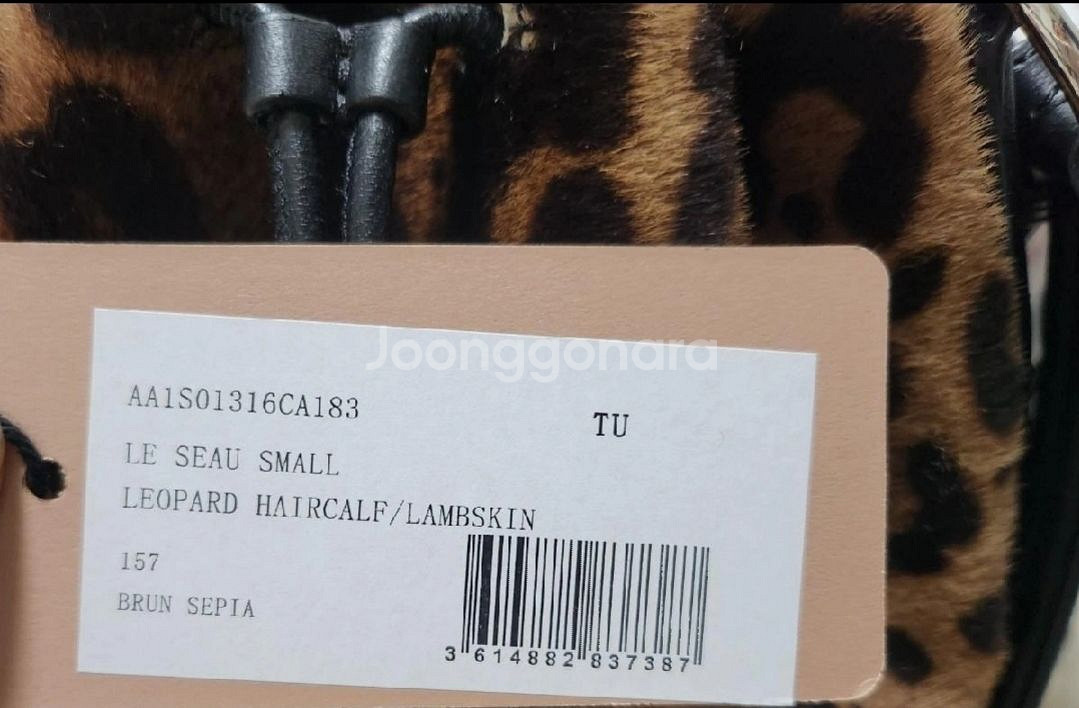 Joonggonara
AA1S01316CA183
TU
LE SEAU SMALL
LEOPARD HAIRCALF/LAMBSKIN
157
BRUN SEPIA
3 614882 837387